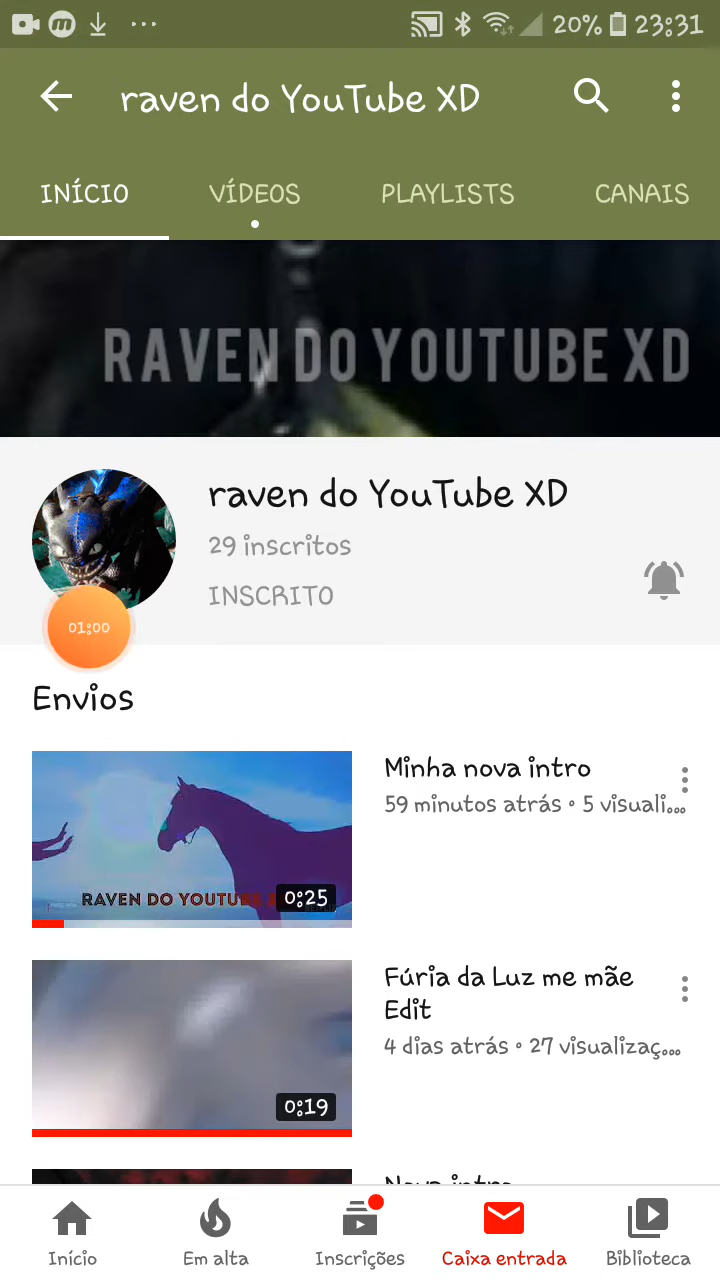 20% 23:31
raven do YouTube XD
INÍCIO VÍDEOS PLAYLISTS CANAIS
RAVEN DO YOUTUBE XD
raven do YouTube XD
29 inscritos
INSCRITO
01:00
Envios
Minha nova intro
59 minutos atrás • 5 visuali...
RAVEN DO YOUTUBE
0:25
Fúria da Luz me mãe
Edit
4 dias atrás • 27 visualizaç...
0:19
Nova intro
Início Em alta Inscrições Caixa entrada Biblioteca